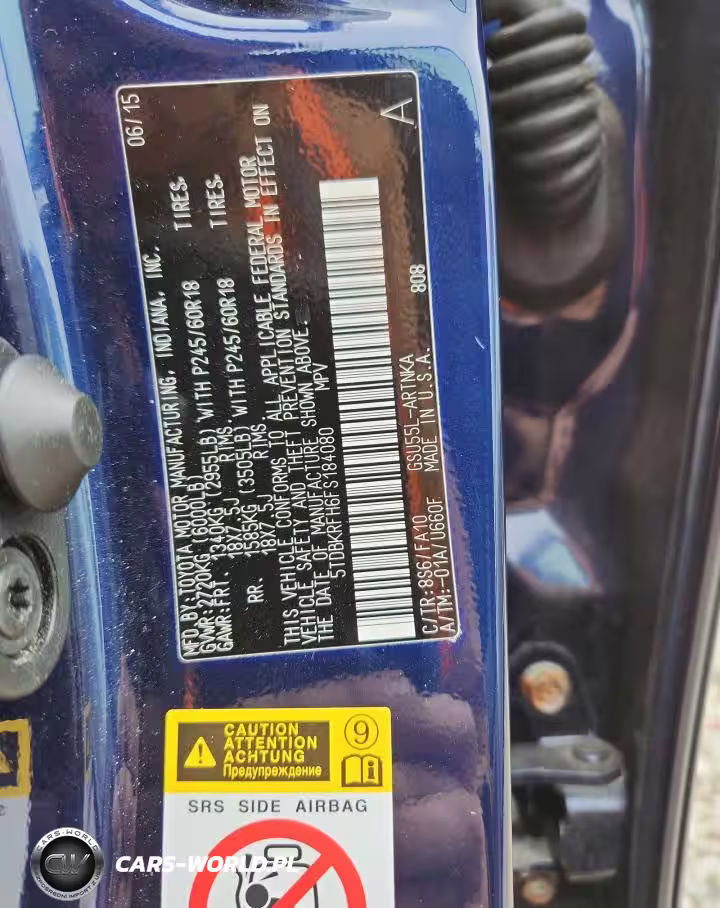 MFD.BY:TOYOTA MOTOR MANUFACTURING, INDIANA, INC. 06/15
GVWR:2720KG(6000LB)
GAWR:FRT. 1340KG (2955LB) WITH P245/60R18 TIRES.
18X7.5J RIMS.
RR. 1585KG (3505LB) WITH P245/60R18 TIRES.
18X7.5J RIMS
THIS VEHICLE CONFORMS TO ALL APPLICABLE FEDERAL MOTOR
VEHICLE SAFETY AND THEFT PREVENTION STANDARDS IN EFFECT ON
THE DATE OF MANUFACTURE SHOWN ABOVE.
5TDBKRFH6FS184080 MPV
A
C/TR:8S6/FA10 GSU55L-ARTNKA 808
A/TM:-01A/U660F MADE IN U.S.A.
CAUTION
ATTENTION
ACHTUNG
Предупреждение
9
SRS SIDE AIRBAG
CARS-WORLD
CW
CARS-WORLD.PL